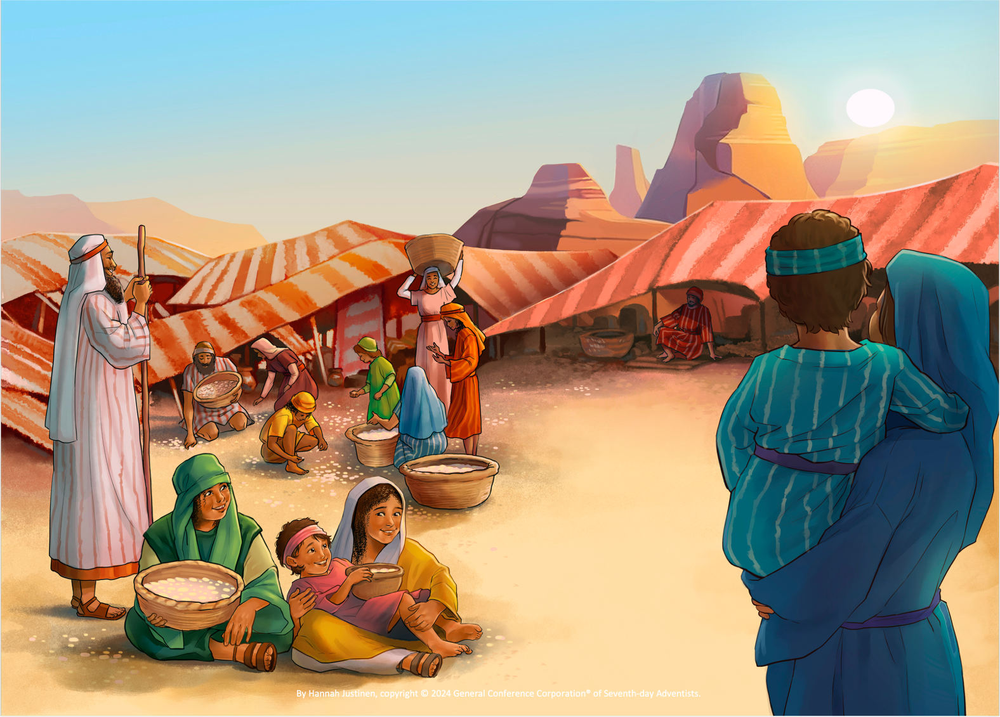 By Hannah Justinen, copyright © 2024 General Conference Corporation® of Seventh-day Adventists.